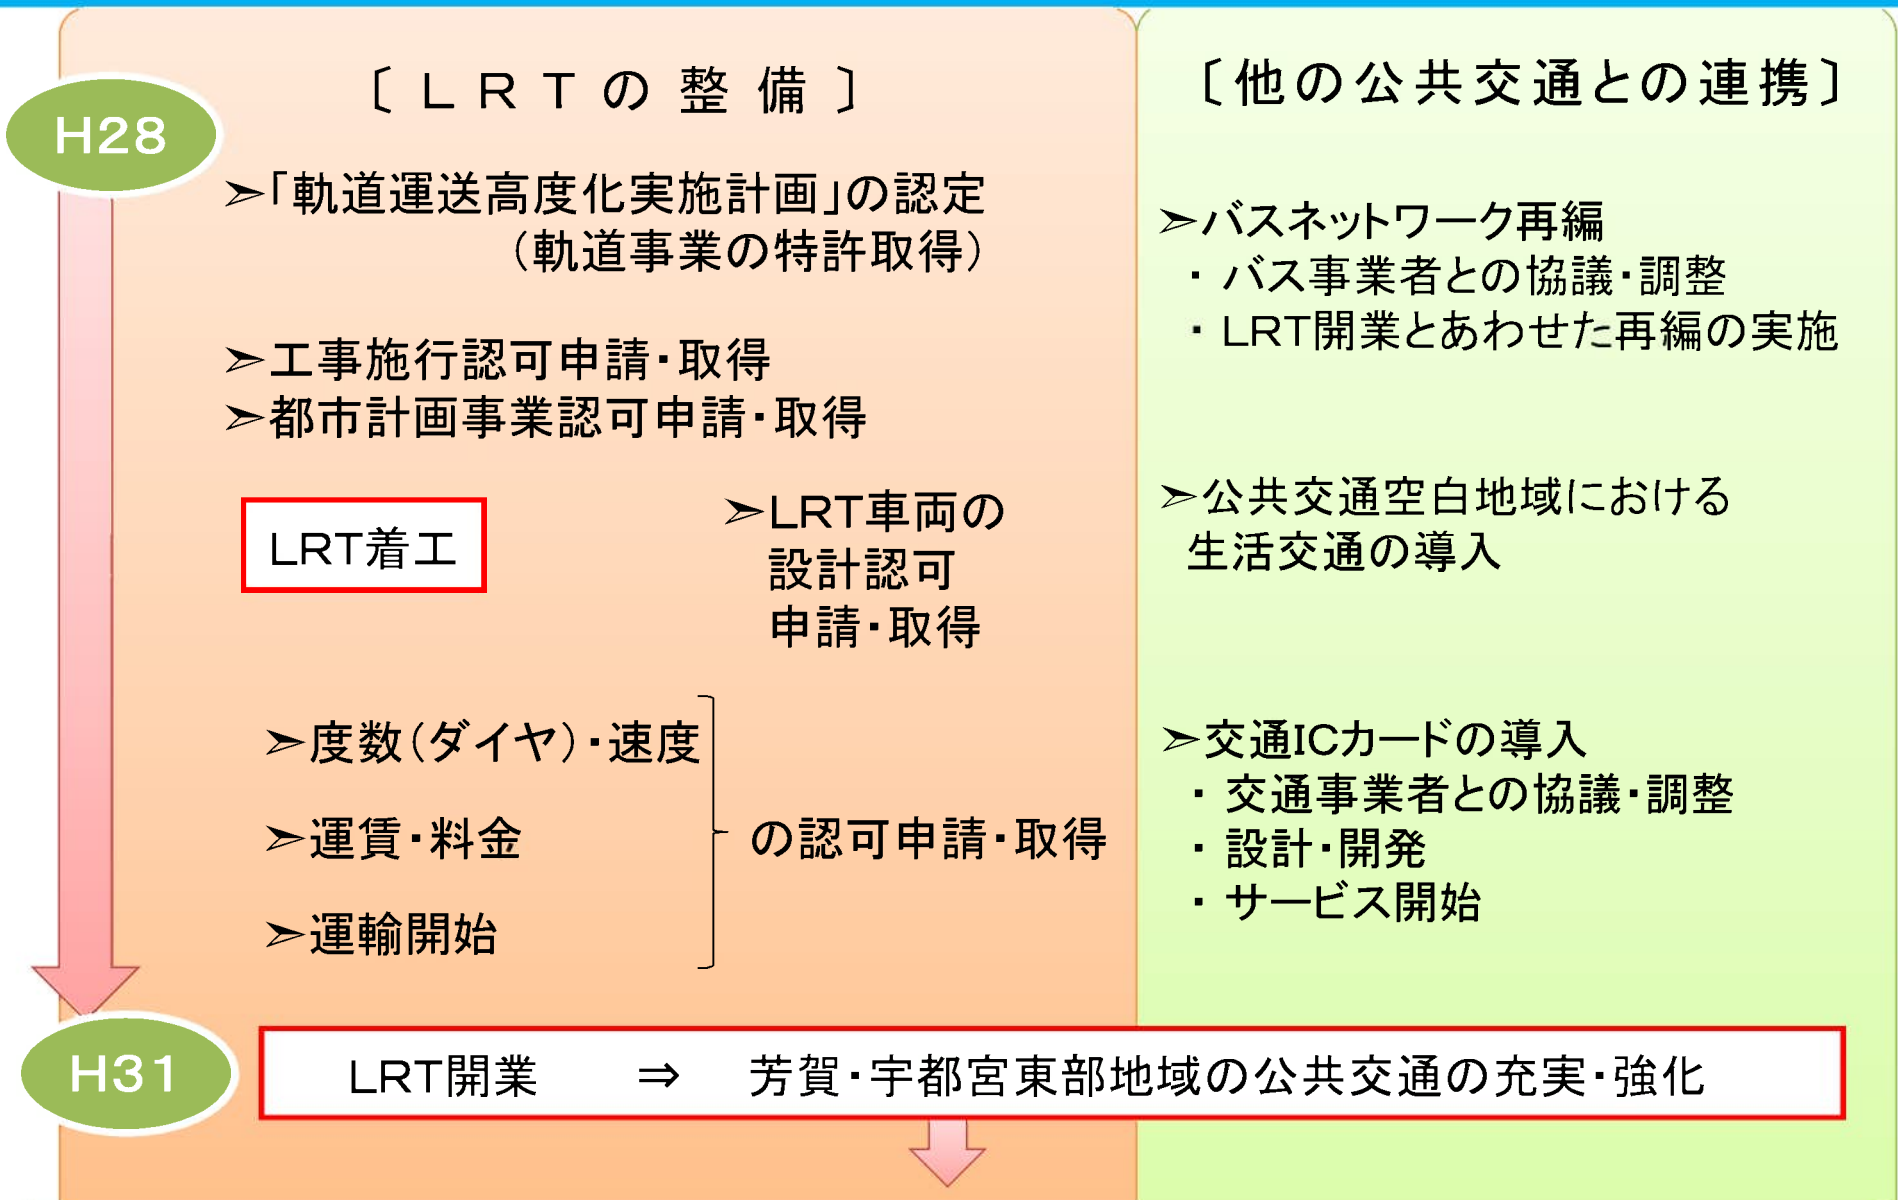 H28
〔LRTの整備〕
➣「軌道運送高度化実施計画」の認定
（軌道事業の特許取得）
➣工事施行認可申請・取得
➣都市計画事業認可申請・取得
LRT着工
➣LRT車両の
設計認可
申請・取得
➣度数（ダイヤ）・速度
➣運賃・料金
➣運輸開始
の認可申請・取得
〔他の公共交通との連携〕
➣バスネットワーク再編
・バス事業者との協議・調整
・LRT開業とあわせた再編の実施
➣公共交通空白地域における
生活交通の導入
➣交通ICカードの導入
・交通事業者との協議・調整
・設計・開発
・サービス開始
H31
LRT開業 ⇒ 芳賀・宇都宮東部地域の公共交通の充実・強化